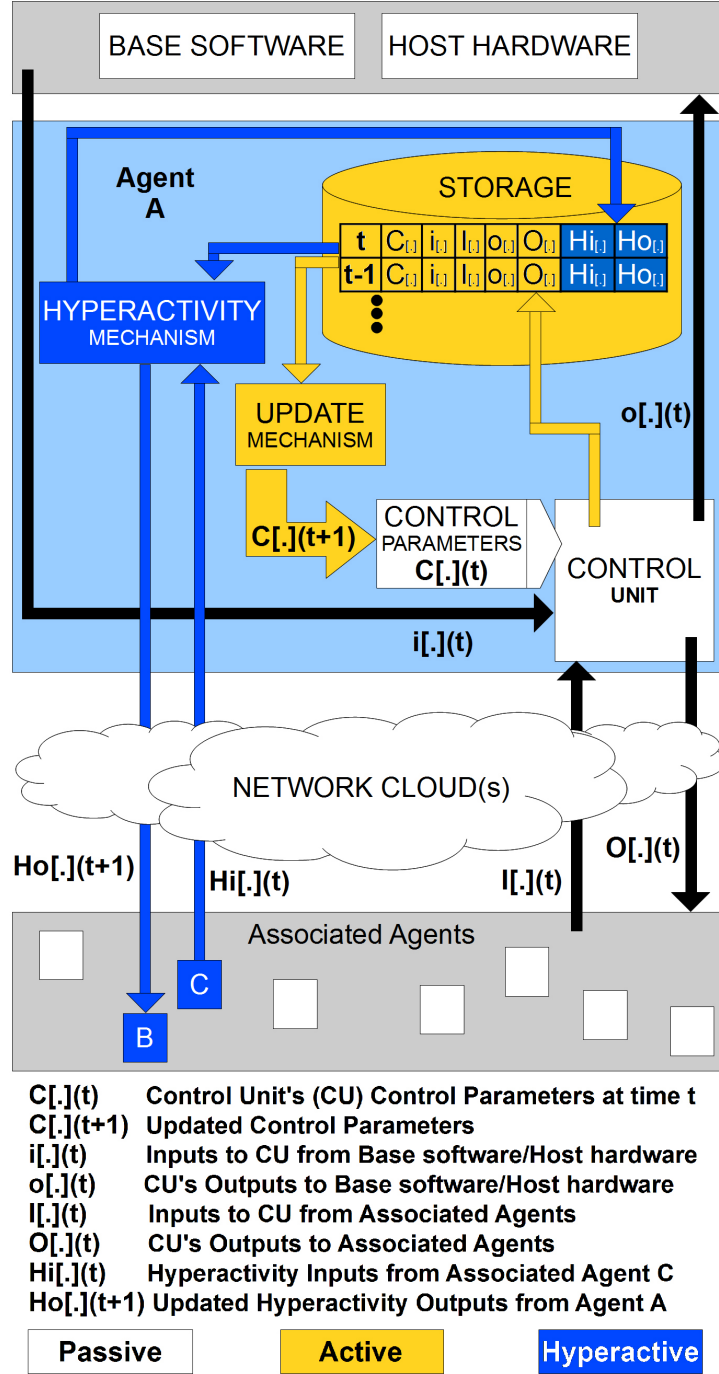 BASE SOFTWARE
HOST HARDWARE
Agent
A
STORAGE
t C[.] i[.] I[.] o[.] O[.] Hi[.] Ho[.]
t-1 C[.] i[.] I[.] o[.] O[.] Hi[.] Ho[.]
HYPERACTIVITY
MECHANISM
UPDATE
MECHANISM
o[.](t)
C[.](t+1)
CONTROL
PARAMETERS
C[.](t)
CONTROL
UNIT
i[.](t)
NETWORK CLOUD(s)
Ho[.](t+1)
Hi[.](t)
I[.](t)
O[.](t)
Associated Agents
C
B
C[.](t) Control Unit's (CU) Control Parameters at time t
C[.](t+1) Updated Control Parameters
i[.](t) Inputs to CU from Base software/Host hardware
o[.](t) CU's Outputs to Base software/Host hardware
I[.](t) Inputs to CU from Associated Agents
O[.](t) CU's Outputs to Associated Agents
Hi[.](t) Hyperactivity Inputs from Associated Agent C
Ho[.](t+1) Updated Hyperactivity Outputs from Agent A
Passive
Active
Hyperactive